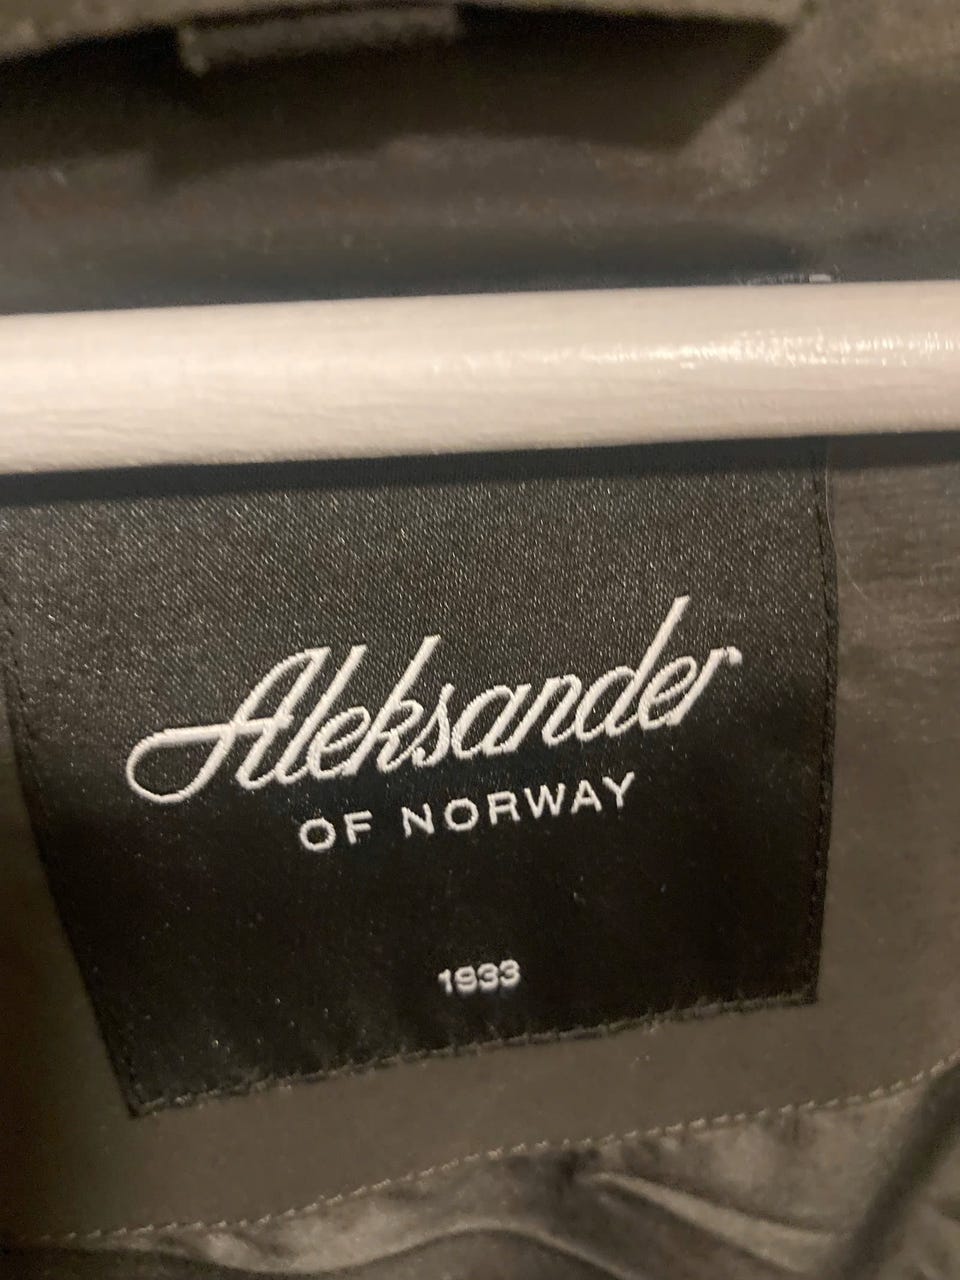 Aleksander
OF NORWAY
1933